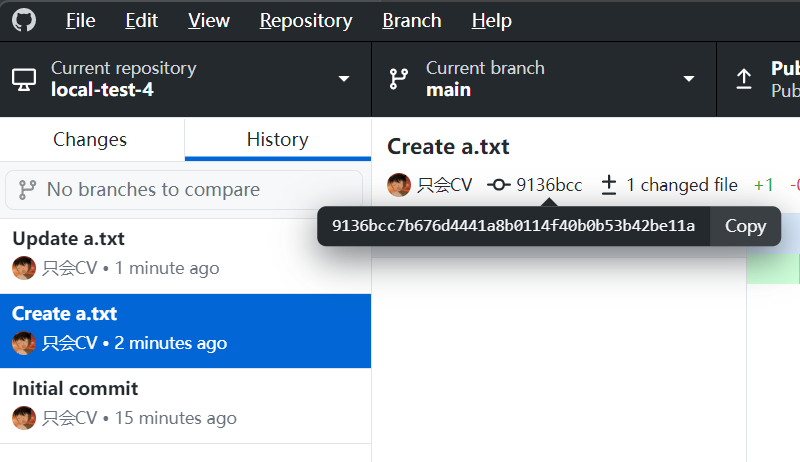 File Edit View Repository Branch Help
Current repository
local-test-4
Current branch
main
Changes
History
No branches to compare
Update a.txt
只会CV • 1 minute ago
Create a.txt
只会CV • 2 minutes ago
Initial commit
只会CV • 15 minutes ago
Create a.txt
只会CV 9136bcc 1 changed file +1
9136bcc7b676d4441a8b0114f40b0b53b42be11a Copy